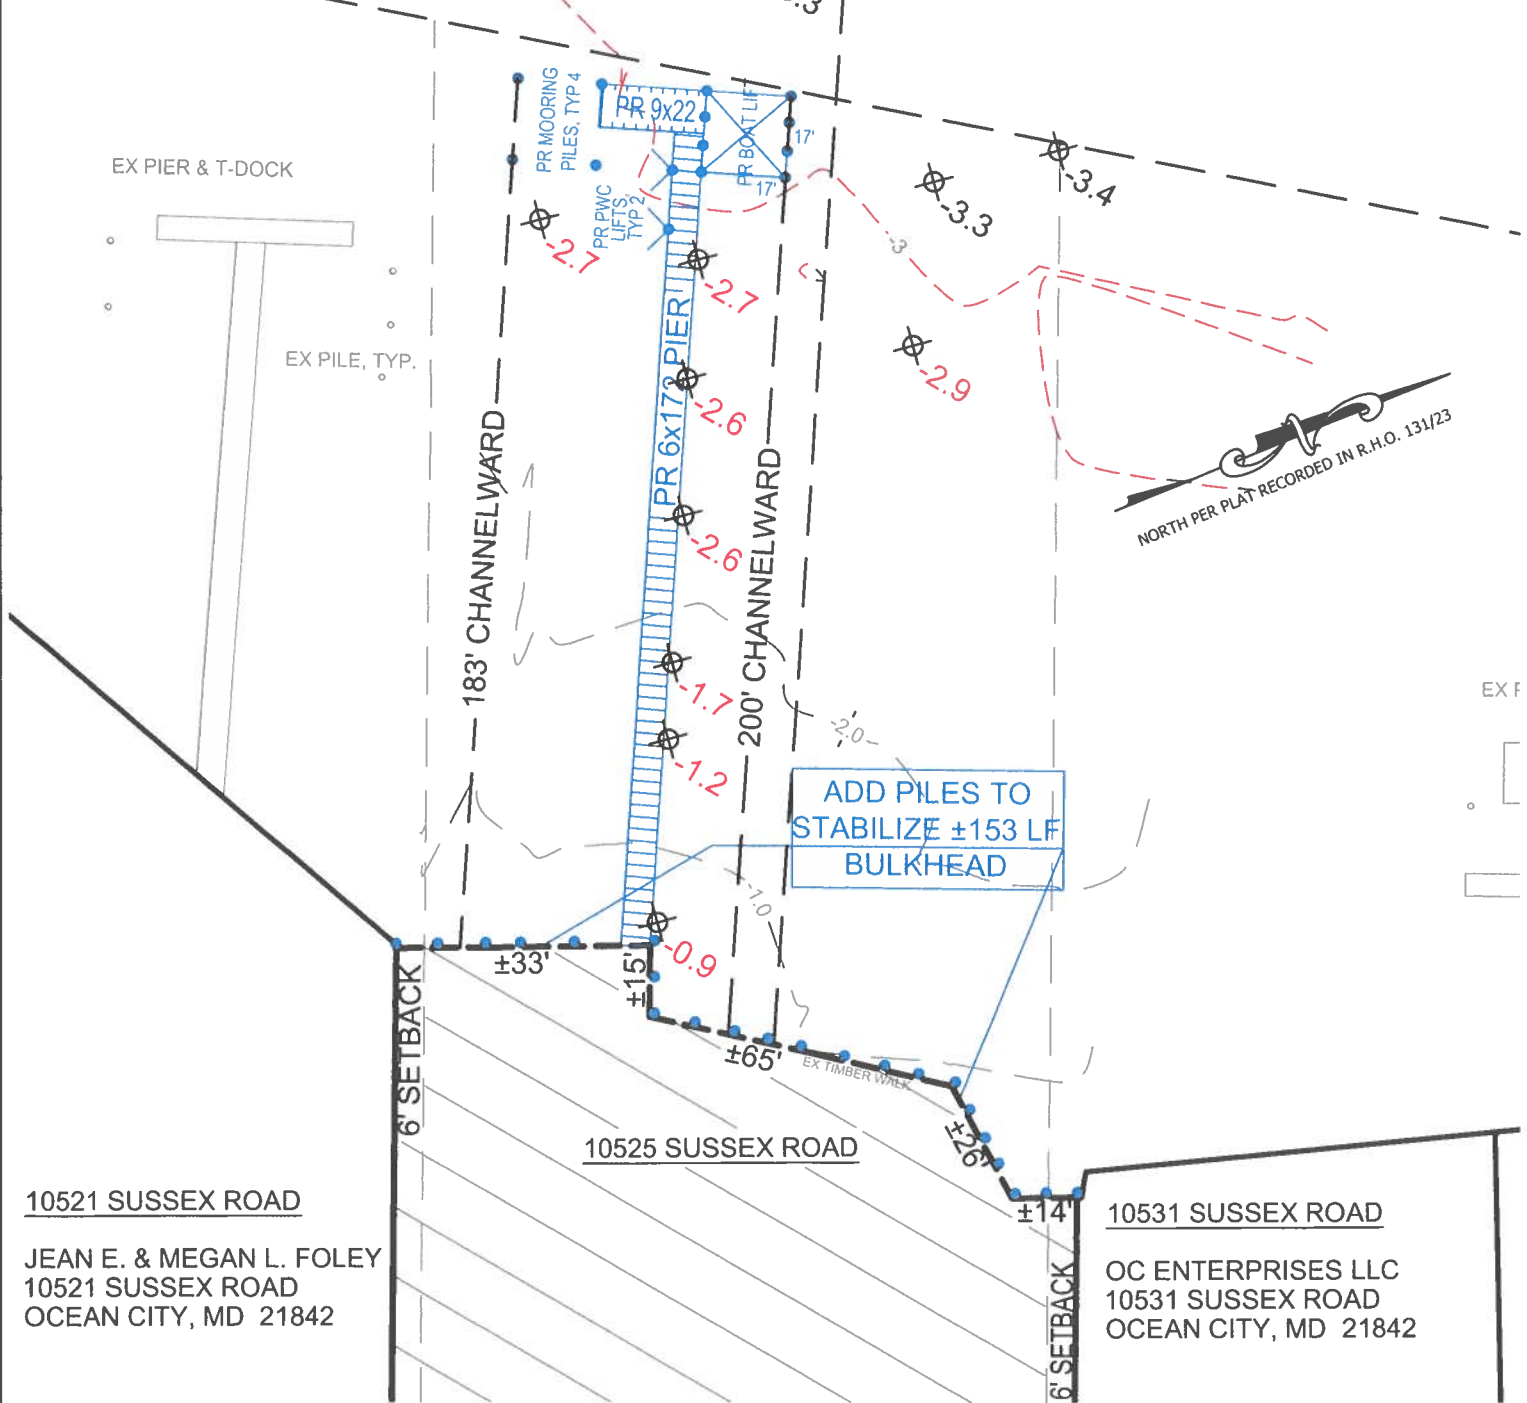 .3
PR MOORING
PILES, TYP 4
PR 9x22
PR BOAT LIFT
17'
17'
EX PIER & T-DOCK
PR PWC
LIFTS,
TYP 2
-3.4
-3.3
-2.7
-3
-2.7
EX PILE, TYP.
-2.9
PR 6x172 PIER
-2.6
183' CHANNELWARD
200' CHANNELWARD
NORTH PER PLAT RECORDED IN R.H.O. 131/23
-2.6
-1.7
-2.0
-1.2
ADD PILES TO
STABILIZE ±153 LF
BULKHEAD
-1.0
-0.9
±33'
±15'
6' SETBACK
±65'
EX TIMBER WALK
±26'
10525 SUSSEX ROAD
±14'
10521 SUSSEX ROAD
JEAN E. & MEGAN L. FOLEY
10521 SUSSEX ROAD
OCEAN CITY, MD 21842
6' SETBACK
10531 SUSSEX ROAD
OC ENTERPRISES LLC
10531 SUSSEX ROAD
OCEAN CITY, MD 21842
EX